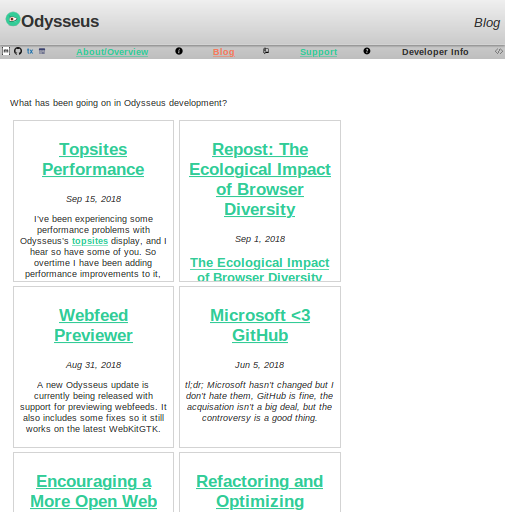 Odysseus
Blog
tx
About/Overview
Blog
Support
Developer Info
What has been going on in Odysseus development?
Topsites
Performance
Sep 15, 2018
I've been experiencing some
performance problems with
Odysseus's topsites display, and I
hear so have some of you. So
overtime I have been adding
performance improvements to it,
Repost: The
Ecological Impact
of Browser
Diversity
Sep 1, 2018
The Ecological Impact
of Browser Diversity
Webfeed
Previewer
Aug 31, 2018
A new Odysseus update is
currently being released with
support for previewing webfeeds. It
also includes some fixes so it still
works on the latest WebKitGTK.
Microsoft <3
GitHub
Jun 5, 2018
tl;dr; Microsoft hasn't changed but I
don't hate them, GitHub is fine, the
acquisation isn't a big deal, but the
controversy is a good thing.
Encouraging a
More Open Web
Refactoring and
Optimizing